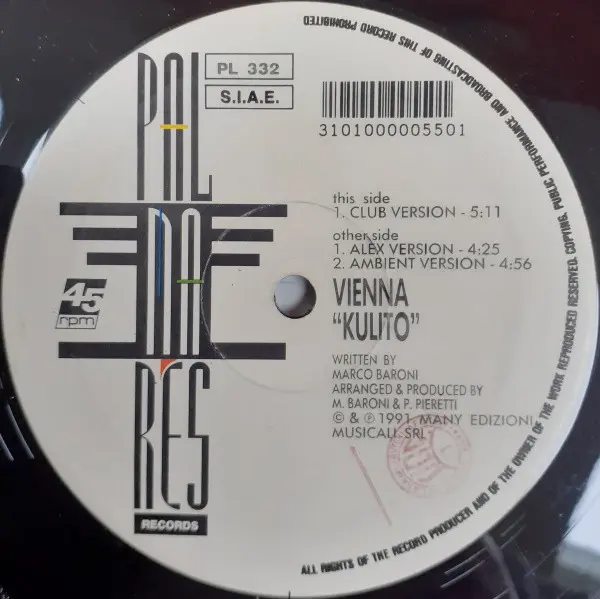 PAL
MA
RES
RECORDS
PL 332
S.I.A.E.
3101000005501
45
rpm
this side
1. CLUB VERSION - 5:11
other side
1. ALEX VERSION - 4:25
2. AMBIENT VERSION - 4:56
VIENNA
"KULITO"
WRITTEN BY
MARCO BARONI
ARRANGED & PRODUCED BY
M. BARONI & P. PIERETTI
© & ℗ 1991 MANY EDIZIONI
MUSICALI SRL
ALL RIGHTS OF THE RECORD PRODUCER AND OF THE OWNER OF THE WORK REPRODUCED RESERVED. COPYING, PUBLIC PERFORMANCE AND BROADCASTING OF THIS RECORD PROHIBITED